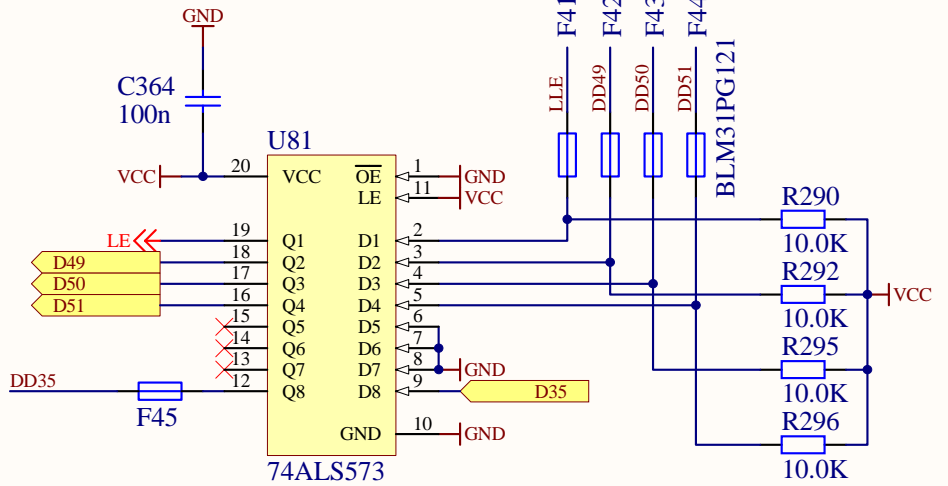 GND
F41
F42
F43
F44
C364
100n
LLE
DD49
DD50
DD51
BLM31PG121
U81
VCC
20
VCC
OE
1
GND
LE
11
VCC
R290
10.0K
LE
19
Q1
D1
2
D49
18
Q2
D2
3
D50
17
Q3
D3
4
D51
16
Q4
D4
5
R292
10.0K
VCC
15
Q5
D5
6
14
Q6
D6
7
13
Q7
D7
8
GND
R295
10.0K
DD35
F45
12
Q8
D8
9
D35
GND
10
GND
R296
10.0K
74ALS573